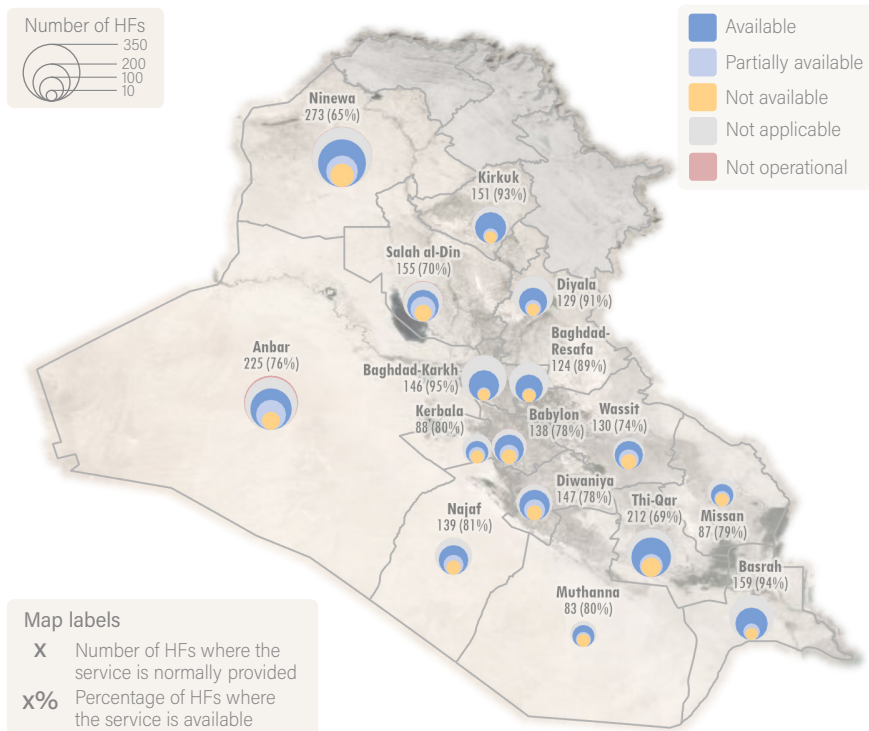 Number of HFs
350
200
100
10
Available
Partially available
Not available
Not applicable
Not operational
Ninewa
273 (65%)
Kirkuk
151 (93%)
Salah al-Din
155 (70%)
Diyala
129 (91%)
Baghdad-
Resafa
124 (89%)
Anbar
225 (76%)
Baghdad-Karkh
146 (95%)
Kerbala
88 (80%)
Babylon
138 (78%)
Wassit
130 (74%)
Diwaniya
147 (78%)
Thi-Qar
212 (69%)
Missan
87 (79%)
Najaf
139 (81%)
Basrah
159 (94%)
Muthanna
83 (80%)
Map labels
x Number of HFs where the
service is normally provided
x% Percentage of HFs where
the service is available